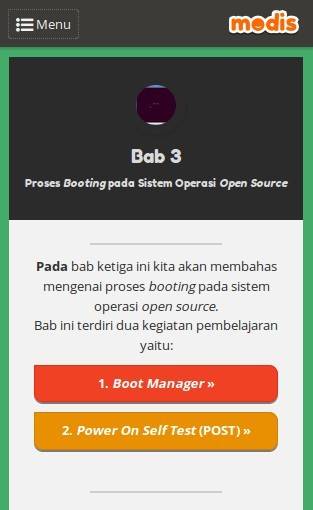 Menu
modis
Bab 3
Proses Booting pada Sistem Operasi Open Source
Pada bab ketiga ini kita akan membahas
mengenai proses booting pada sistem
operasi open source.
Bab ini terdiri dua kegiatan pembelajaran
yaitu:
1. Boot Manager »
2. Power On Self Test (POST) »